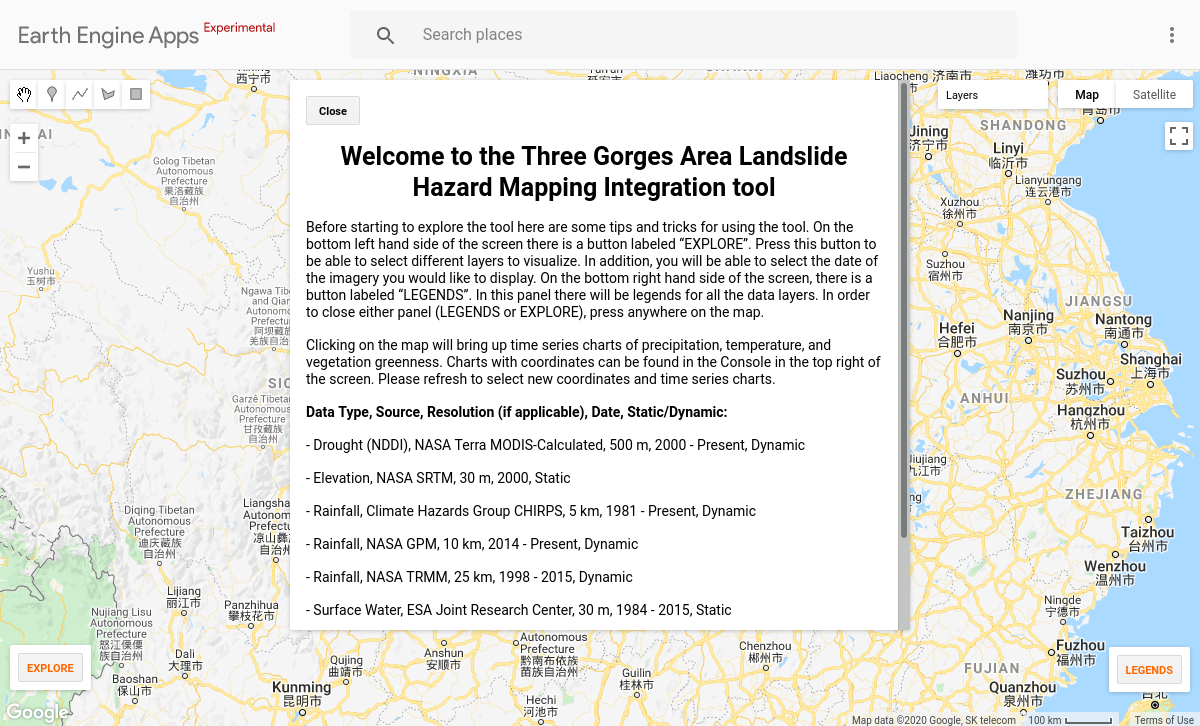 Earth Engine Apps Experimental
Search places
Layers
Map
Satellite
Close
Welcome to the Three Gorges Area Landslide
Hazard Mapping Integration tool
Before starting to explore the tool here are some tips and tricks for using the tool. On the
bottom left hand side of the screen there is a button labeled “EXPLORE”. Press this button to
be able to select different layers to visualize. In addition, you will be able to select the date of
the imagery you would like to display. On the bottom right hand side of the screen, there is a
button labeled “LEGENDS”. In this panel there will be legends for all the data layers. In order
to close either panel (LEGENDS or EXPLORE), press anywhere on the map.
Clicking on the map will bring up time series charts of precipitation, temperature, and
vegetation greenness. Charts with coordinates can be found in the Console in the top right of
the screen. Please refresh to select new coordinates and time series charts.
Data Type, Source, Resolution (if applicable), Date, Static/Dynamic:
- Drought (NDDI), NASA Terra MODIS-Calculated, 500 m, 2000 - Present, Dynamic
- Elevation, NASA SRTM, 30 m, 2000, Static
- Rainfall, Climate Hazards Group CHIRPS, 5 km, 1981 - Present, Dynamic
- Rainfall, NASA GPM, 10 km, 2014 - Present, Dynamic
- Rainfall, NASA TRMM, 25 km, 1998 - 2015, Dynamic
- Surface Water, ESA Joint Research Center, 30 m, 1984 - 2015, Static
西宁市
NINGXIA
Liaocheng
济南市
潍坊市
青岛市
SHANDONG
Jining
济宁市
Linyi
临沂市
Lianyungang
连云港市
Xuzhou
徐州市
Suzhou
宿州市
JIANGSU
Nanjing
南京市
Nantong
南通市
Hefei
合肥市
Shanghai
上海市
Suzhou
苏州市
ANHUI
Hangzhou
杭州市
Jiujiang
九江市
ZHEJIANG
Taizhou
台州市
Wenzhou
温州市
Ningde
宁德市
Fuzhou
福州市
FUJIAN
Quanzhou
泉州市
Golog Tibetan
Autonomous
Prefecture
果洛藏族
自治州
Yushu
玉树市
Ngawa Tib
and Qian
Prefectu
阿坝藏族
羌族自治
Garzê Tibetan
Autonomous
Prefecture
甘孜藏族
自治州
Liangsha
Autonom
Prefect
凉山彝
自治州
Diqing Tibetan
Autonomous
Prefecture
迪庆藏族
自治州
Lijiang
丽江市
Panzhihua
攀枝花市
Nujiang Lisu
Autonomous
Prefecture
怒江傈僳
族自治州
Dali
大理市
Baoshan
保山市
Kunming
昆明市
Qujing
曲靖市
Anshun
安顺市
Autonomous
Prefecture
黔南布依族
苗族自治州
Guilin
桂林市
Hechi
河池市
Chenzhou
郴州市
EXPLORE
LEGENDS
Google
Map data ©2020 Google, SK telecom
100 km
Terms of Use